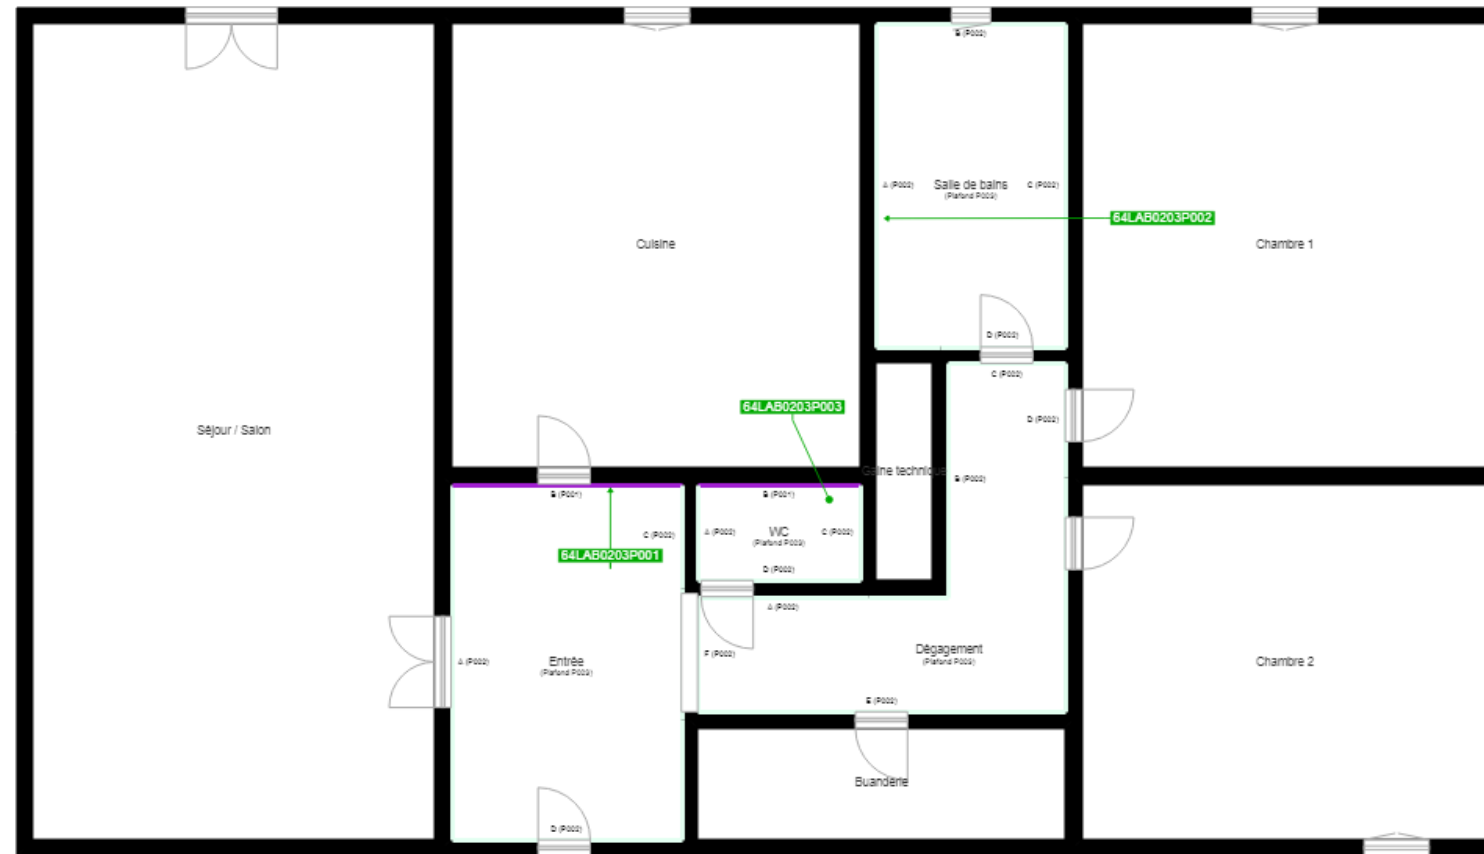 B (P002)
A (P002)
Salle de bains
C (P002)
(Plafond P003)
64LAB0203P002
Cuisine
Chambre 1
D (P002)
C (P002)
64LAB0203P003
D (P002)
Séjour / Salon
Gaine technique
B (P002)
B (P001)
B (P001)
A (P002)
WC
C (P002)
(Plafond P003)
C (P002)
64LAB0203P001
D (P002)
A (P002)
F (P002)
Dégagement
(Plafond P003)
A (P002)
Entrée
(Plafond P003)
Chambre 2
E (P002)
Buanderie
D (P002)